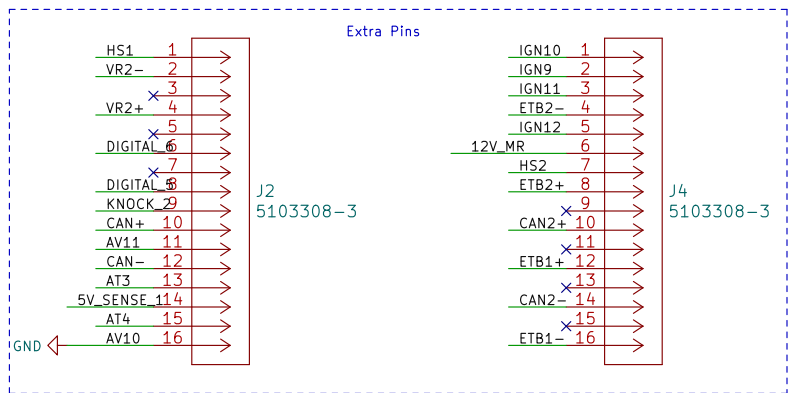 Extra Pins
HS1 1
VR2- 2
3
VR2+ 4
5
DIGITAL_6 6
7
DIGITAL_5 8
KNOCK_2 9
CAN+ 10
AV11 11
CAN- 12
AT3 13
5V_SENSE_1 14
AT4 15
AV10 16
GND
J2
5103308-3
IGN10 1
IGN9 2
IGN11 3
ETB2- 4
IGN12 5
12V_MR 6
HS2 7
ETB2+ 8
9
CAN2+ 10
11
ETB1+ 12
13
CAN2- 14
15
ETB1- 16
J4
5103308-3